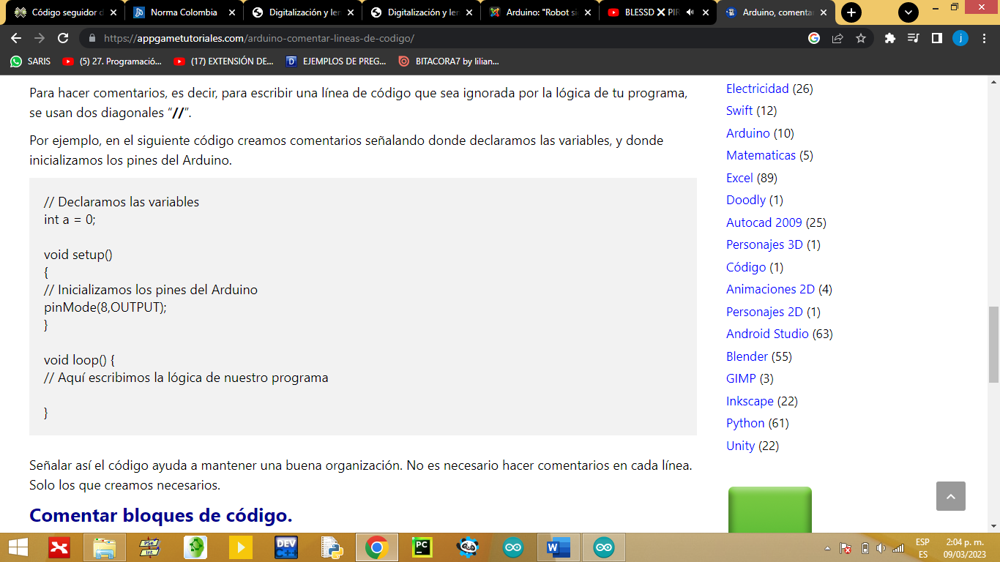 Código seguidor d
Norma Colombia
Digitalización y ler
Digitalización y ler
Arduino: "Robot si
BLESSD ❌ PIR
Arduino, comentar
https://appgametutoriales.com/arduino-comentar-lineas-de-codigo/
j
SARIS
(5) 27. Programació...
(17) EXTENSIÓN DE...
EJEMPLOS DE PREG...
BITACORA7 by lilian...
Para hacer comentarios, es decir, para escribir una línea de código que sea ignorada por la lógica de tu programa,
se usan dos diagonales “//”.
Por ejemplo, en el siguiente código creamos comentarios señalando donde declaramos las variables, y donde
inicializamos los pines del Arduino.
// Declaramos las variables
int a = 0;
void setup()
{
// Inicializamos los pines del Arduino
pinMode(8,OUTPUT);
}
void loop() {
// Aquí escribimos la lógica de nuestro programa
}
Señalar así el código ayuda a mantener una buena organización. No es necesario hacer comentarios en cada línea.
Solo los que creamos necesarios.
Comentar bloques de código.
Electricidad (26)
Swift (12)
Arduino (10)
Matematicas (5)
Excel (89)
Doodly (1)
Autocad 2009 (25)
Personajes 3D (1)
Código (1)
Animaciones 2D (4)
Personajes 2D (1)
Android Studio (63)
Blender (55)
GIMP (3)
Inkscape (22)
Python (61)
Unity (22)
PSe
Int
DEV
C++
PC
W
ESP
ES
2:04 p. m.
09/03/2023